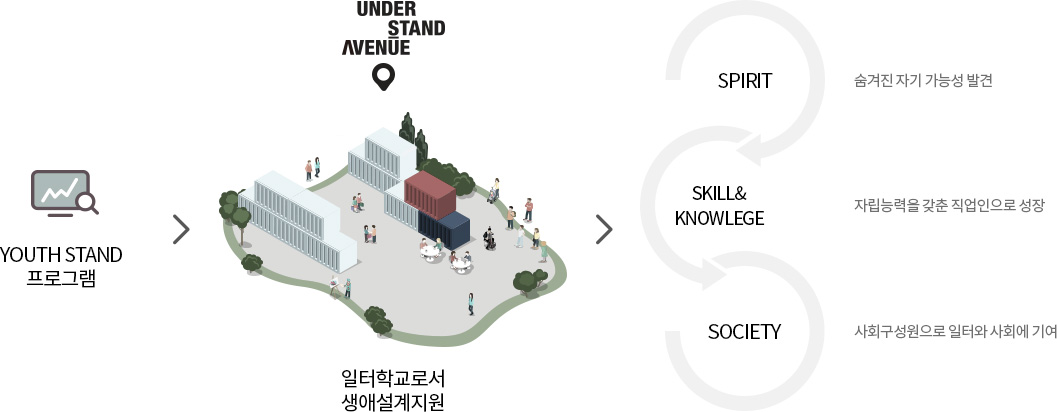 UNDER
STAND
AVENUE
YOUTH STAND
프로그램
일터학교로서
생애설계지원
SPIRIT
숨겨진 자기 가능성 발견
SKILL&
KNOWLEGE
자립능력을 갖춘 직업인으로 성장
SOCIETY
사회구성원으로 일터와 사회에 기여